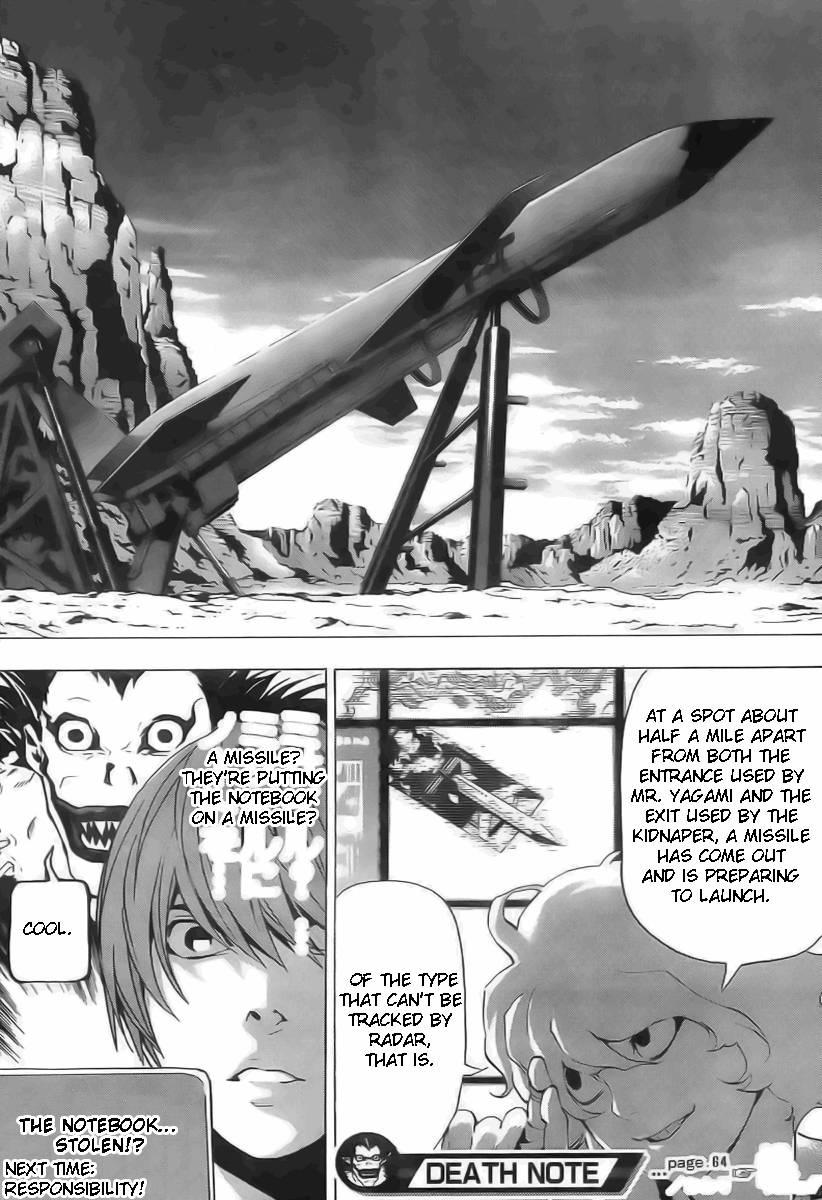 AT A SPOT ABOUT
HALF A MILE APART
FROM BOTH THE
ENTRANCE USED BY
MR. YAGAMI AND THE
EXIT USED BY THE
KIDNAPER, A MISSILE
HAS COME OUT
AND IS PREPARING
TO LAUNCH.
OF THE TYPE
THAT CAN'T BE
TRACKED BY
RADAR,
THAT IS.
A MISSILE?
THEY'RE PUTTING
THE NOTEBOOK
ON A MISSILE?
COOL.
THE NOTEBOOK...
STOLEN!?
NEXT TIME:
RESPONSIBILITY!
DEATH NOTE
... page.64